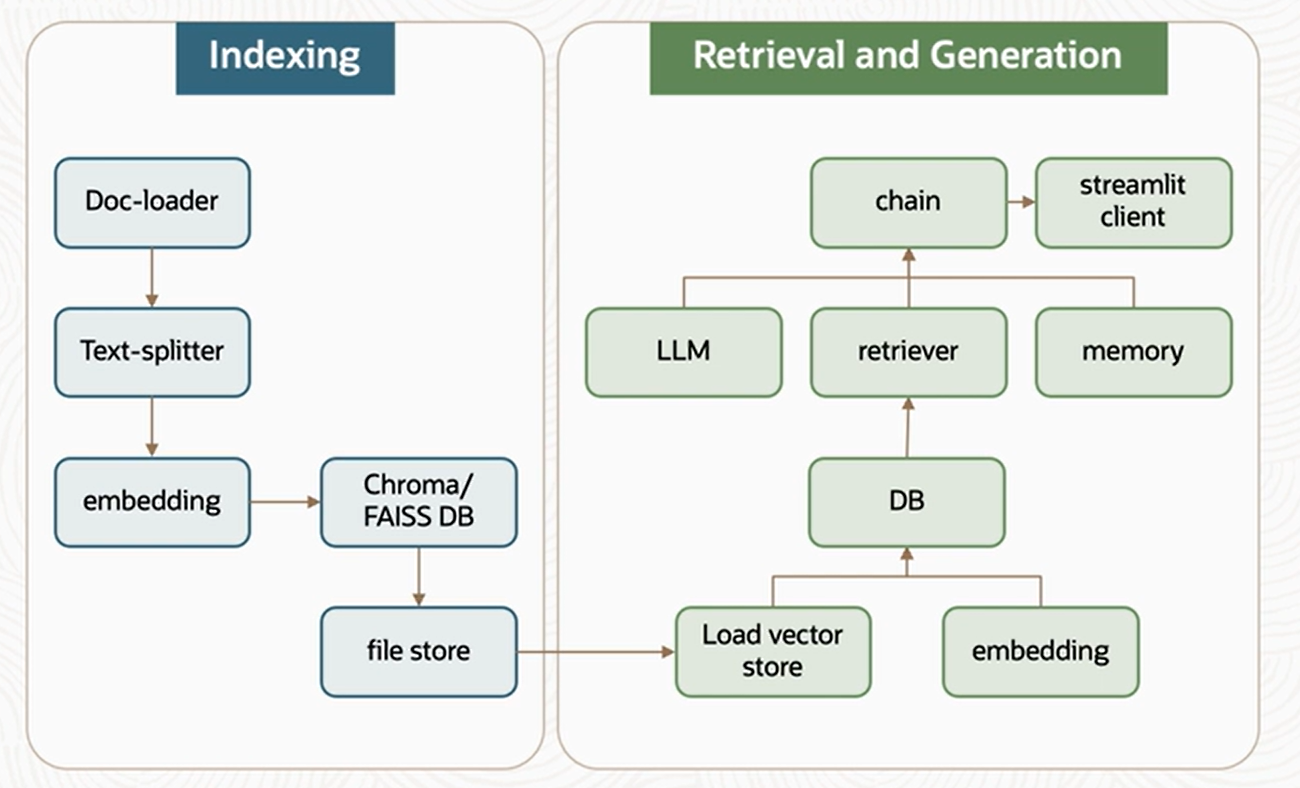 Indexing
Doc-loader
Text-splitter
embedding
Chroma/
FAISS DB
file store
Retrieval and Generation
chain
streamlit
client
LLM
retriever
memory
DB
Load vector
store
embedding